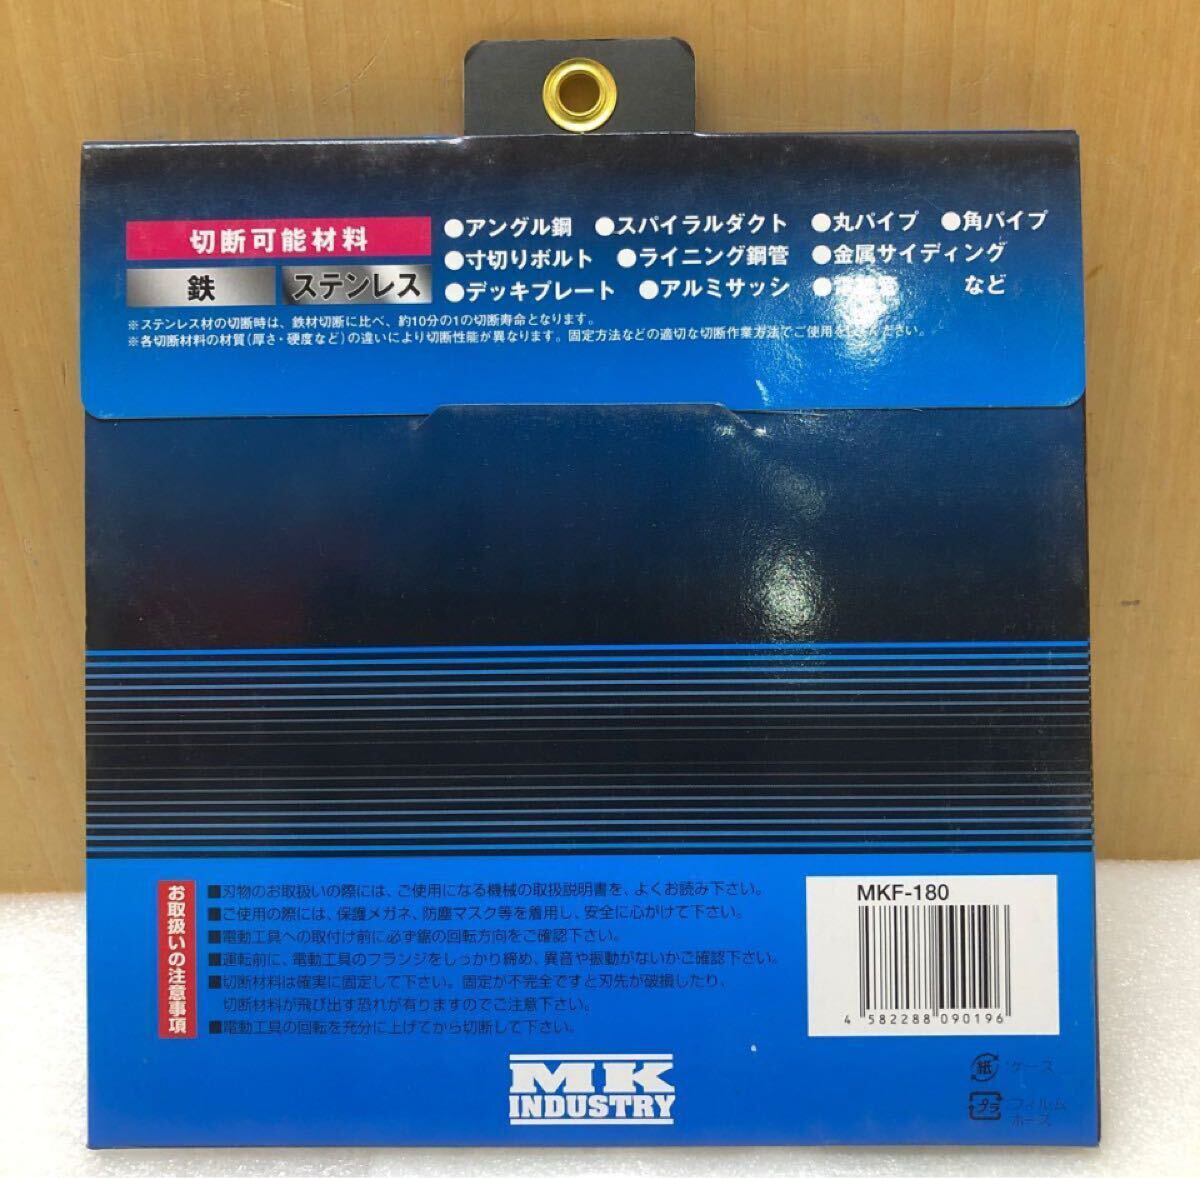 切断可能材料
鉄 ステンレス
●アングル鋼 ●スパイラルダクト ●丸パイプ ●角パイプ
●寸切りボルト ●ライニング鋼管 ●金属サイディング
●デッキプレート ●アルミサッシ ● など
※ステンレス材の切断時は、鉄材切断に比べ、約10分の1の切断寿命となります。
※各切断材料の材質(厚さ・硬度など)の違いにより切断性能が異なります。固定方法などの適切な切断作業方法でご使用ください。
お取扱いの注意事項
■刃物のお取扱いの際には、ご使用になる機械の取扱説明書を、よくお読み下さい。
■ご使用の際には、保護メガネ、防塵マスク等を着用し、安全に心がけて下さい。
■電動工具への取付け前に必ず鋸の回転方向をご確認下さい。
■運転前に、電動工具のフランジをしっかり締め、異音や振動がないかご確認下さい。
■切断材料は確実に固定して下さい。固定が不完全ですと刃先が破損したり、
切断材料が飛び出す恐れが有りますのでご注意下さい。
■電動工具の回転を充分に上げてから切断して下さい。
MKF-180
4 582288 090196
紙 ケース
プラ フィルム
ホース
MK
INDUSTRY